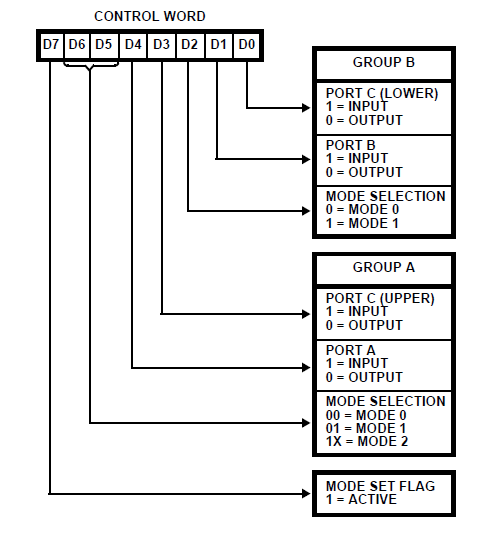 CONTROL WORD
D7 D6 D5 D4 D3 D2 D1 D0
GROUP B
PORT C (LOWER)
1 = INPUT
0 = OUTPUT
PORT B
1 = INPUT
0 = OUTPUT
MODE SELECTION
0 = MODE 0
1 = MODE 1
GROUP A
PORT C (UPPER)
1 = INPUT
0 = OUTPUT
PORT A
1 = INPUT
0 = OUTPUT
MODE SELECTION
00 = MODE 0
01 = MODE 1
1X = MODE 2
MODE SET FLAG
1 = ACTIVE